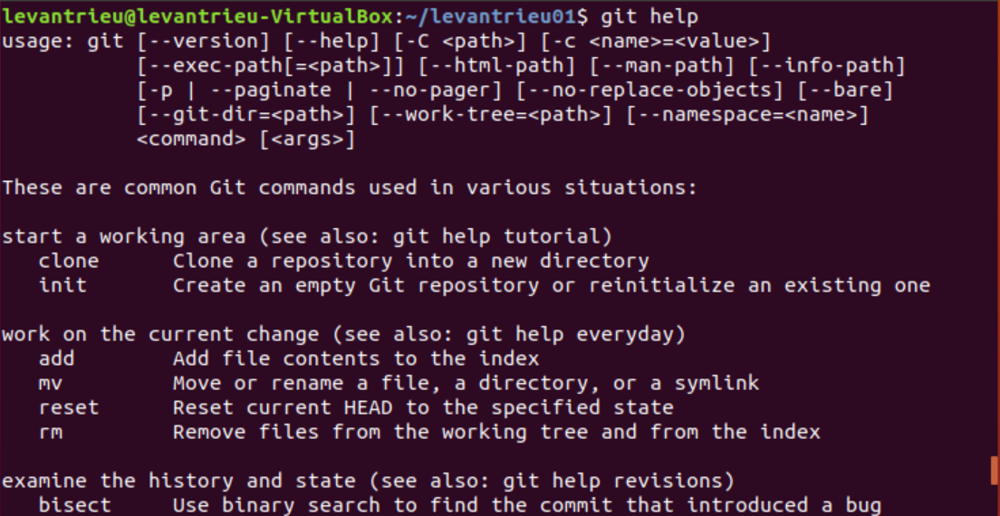 levantrieu@levantrieu-VirtualBox:~/levantrieu01$ git help
usage: git [--version] [--help] [-C <path>] [-c <name>=<value>]
           [--exec-path[=<path>]] [--html-path] [--man-path] [--info-path]
           [-p | --paginate | --no-pager] [--no-replace-objects] [--bare]
           [--git-dir=<path>] [--work-tree=<path>] [--namespace=<name>]
           <command> [<args>]

These are common Git commands used in various situations:

start a working area (see also: git help tutorial)
   clone      Clone a repository into a new directory
   init       Create an empty Git repository or reinitialize an existing one

work on the current change (see also: git help everyday)
   add        Add file contents to the index
   mv         Move or rename a file, a directory, or a symlink
   reset      Reset current HEAD to the specified state
   rm         Remove files from the working tree and from the index

examine the history and state (see also: git help revisions)
   bisect     Use binary search to find the commit that introduced a bug